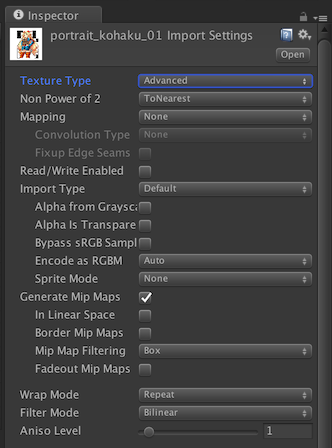 Inspector
portrait_kohaku_01 Import Settings
Open
Texture Type Advanced
Non Power of 2 ToNearest
Mapping None
Convolution Type None
Fixup Edge Seams
Read/Write Enabled
Import Type Default
Alpha from Graysca
Alpha Is Transpare
Bypass sRGB Sampl
Encode as RGBM Auto
Sprite Mode None
Generate Mip Maps
In Linear Space
Border Mip Maps
Mip Map Filtering Box
Fadeout Mip Maps
Wrap Mode Repeat
Filter Mode Bilinear
Aniso Level 1